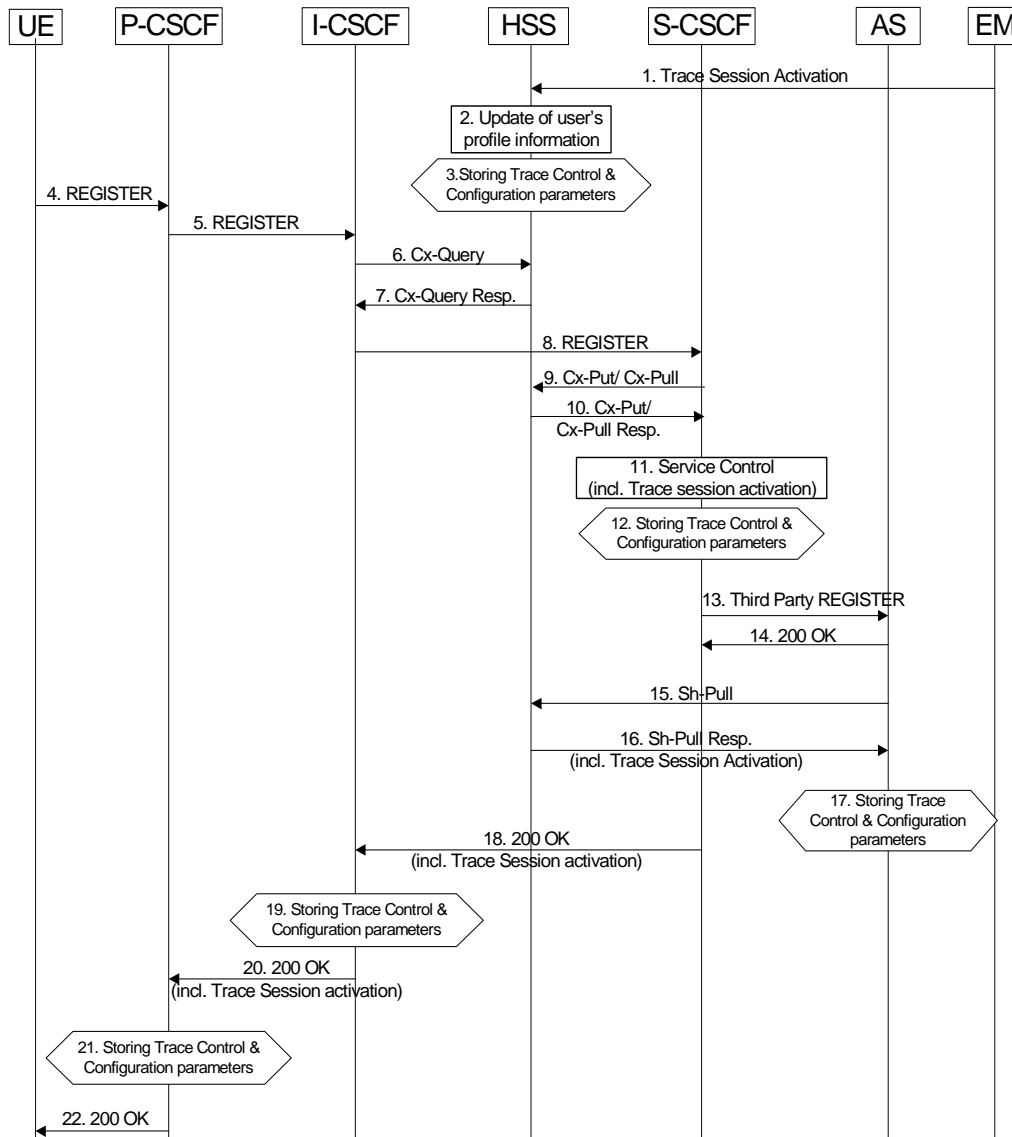 UE P-CSCF I-CSCF HSS S-CSCF AS EM
1. Trace Session Activation
2. Update of user's
profile information
3.Storing Trace Control &
Configuration parameters
4. REGISTER
5. REGISTER
6. Cx-Query
7. Cx-Query Resp.
8. REGISTER
9. Cx-Put/ Cx-Pull
10. Cx-Put/
Cx-Pull Resp.
11. Service Control
(incl. Trace session activation)
12. Storing Trace Control &
Configuration parameters
13. Third Party REGISTER
14. 200 OK
15. Sh-Pull
16. Sh-Pull Resp.
(incl. Trace Session Activation)
17. Storing Trace
Control & Configuration
parameters
18. 200 OK
(incl. Trace Session activation)
19. Storing Trace Control &
Configuration parameters
20. 200 OK
(incl. Trace Session activation)
21. Storing Trace Control &
Configuration parameters
22. 200 OK